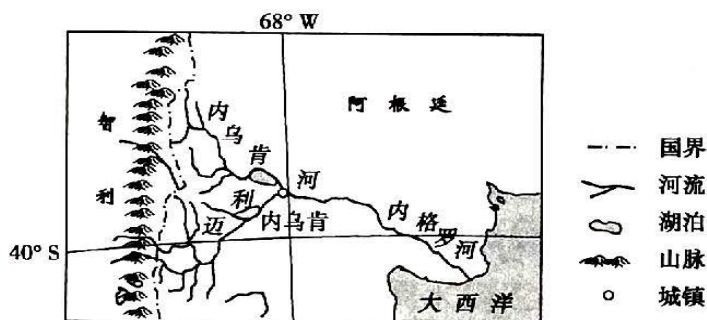 68° W
阿根廷
智利
内乌肯河
利迈
内乌肯
内格罗河
40° S
大西洋
国界
河流
湖泊
山脉
城镇